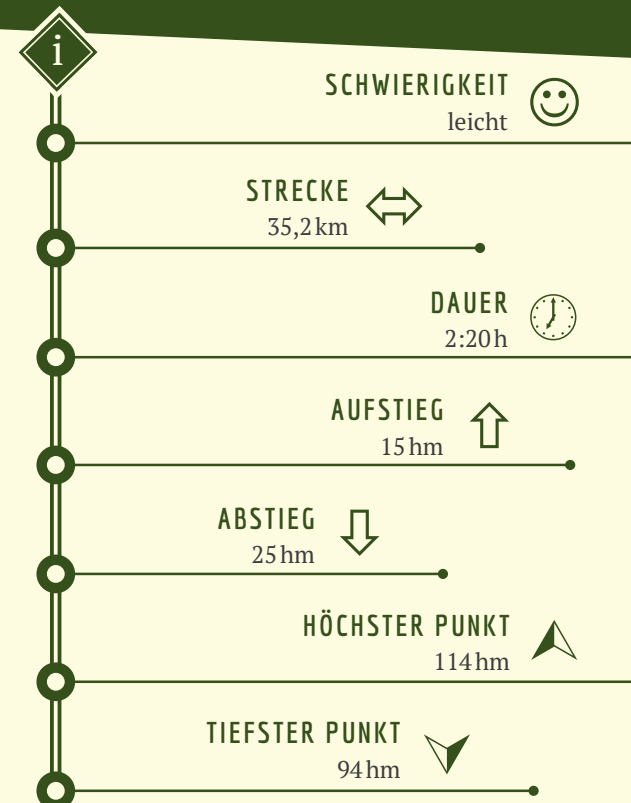 i
SCHWIERIGKEIT
leicht
STRECKE
35,2 km
DAUER
2:20 h
AUFSTIEG
15 hm
ABSTIEG
25 hm
HÖCHSTER PUNKT
114 hm
TIEFSTER PUNKT
94 hm